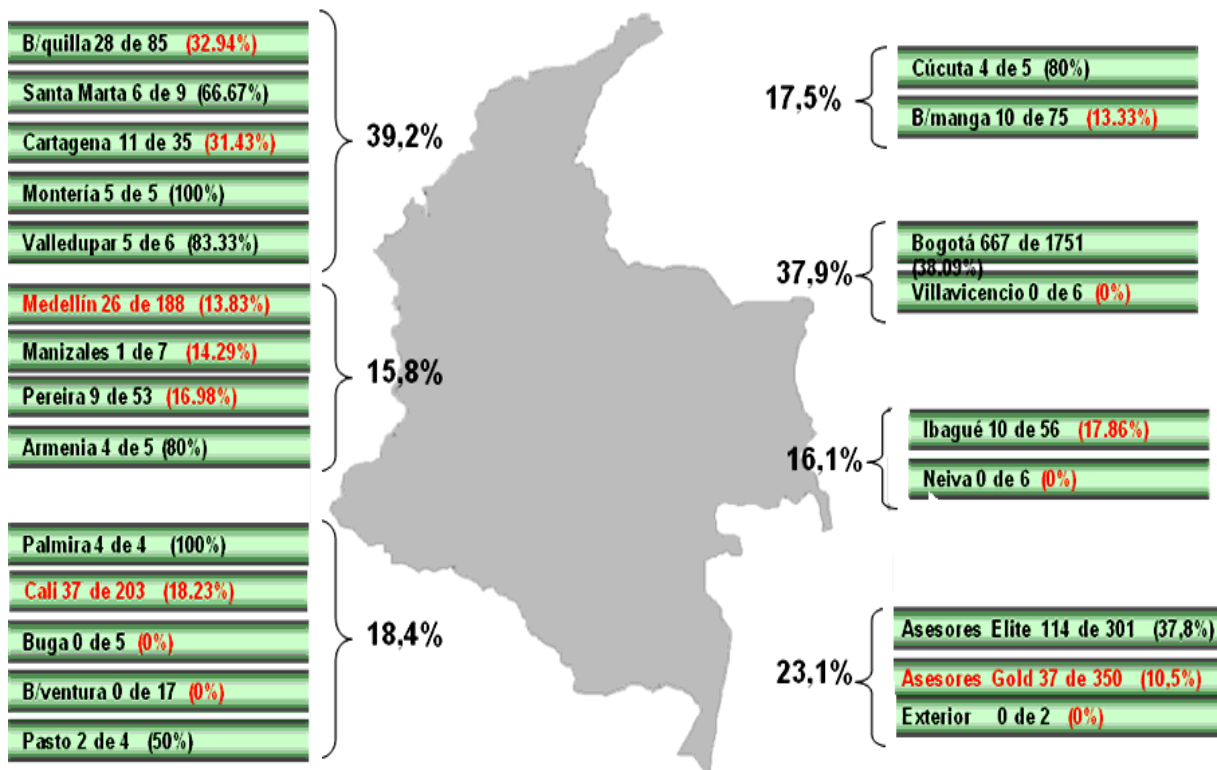 B/quilla 28 de 85 (32.94%)
Santa Marta 6 de 9 (66.67%)
Cartagena 11 de 35 (31.43%)
Montería 5 de 5 (100%)
Valledupar 5 de 6 (83.33%)
39,2%
Medellín 26 de 188 (13.83%)
Manizales 1 de 7 (14.29%)
Pereira 9 de 53 (16.98%)
Armenia 4 de 5 (80%)
15,8%
Palmira 4 de 4 (100%)
Cali 37 de 203 (18.23%)
Buga 0 de 5 (0%)
B/ventura 0 de 17 (0%)
Pasto 2 de 4 (50%)
18,4%
17,5%
Cúcuta 4 de 5 (80%)
B/manga 10 de 75 (13.33%)
37,9%
Bogotá 667 de 1751
(38.09%)
Villavicencio 0 de 6 (0%)
16,1%
Ibagué 10 de 56 (17.86%)
Neiva 0 de 6 (0%)
23,1%
Asesores Elite 114 de 301 (37,8%)
Asesores Gold 37 de 350 (10,5%)
Exterior 0 de 2 (0%)